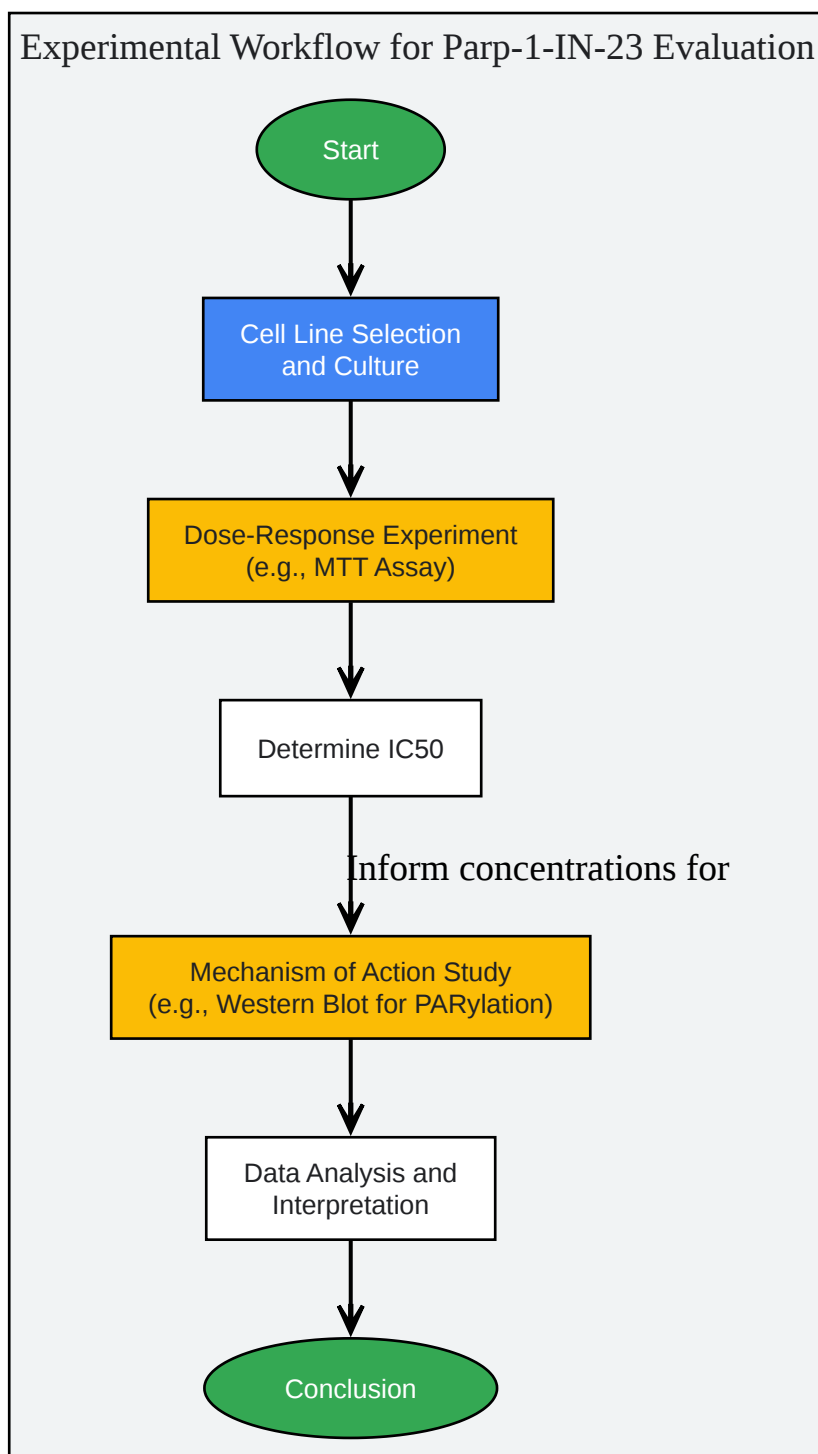 Experimental Workflow for Parp-1-IN-23 Evaluation
Start
Cell Line Selection
and Culture
Dose-Response Experiment
(e.g., MTT Assay)
Determine IC50
Inform concentrations for
Mechanism of Action Study
(e.g., Western Blot for PARylation)
Data Analysis and
Interpretation
Conclusion